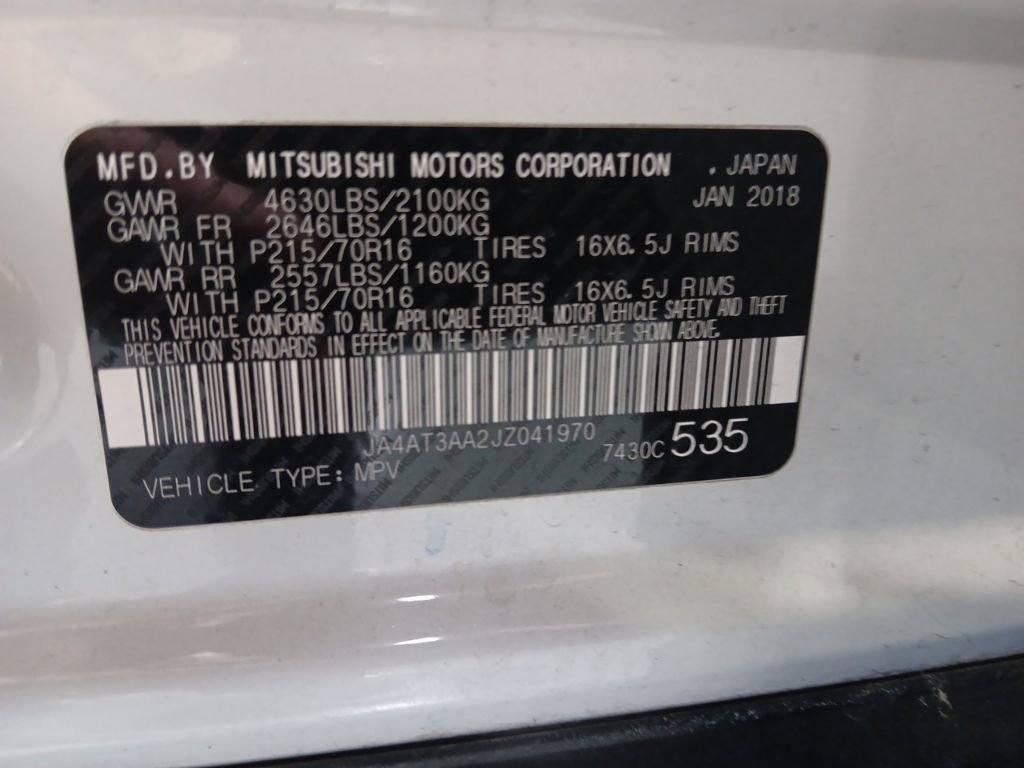 MFD.BY MITSUBISHI MOTORS CORPORATION .JAPAN
GVWR 4630LBS/2100KG JAN 2018
GAWR FR 2646LBS/1200KG
WITH P215/70R16 TIRES 16X6.5J RIMS
GAWR RR 2557LBS/1160KG
WITH P215/70R16 TIRES 16X6.5J RIMS
THIS VEHICLE CONFORMS TO ALL APPLICABLE FEDERAL MOTOR VEHICLE SAFETY AND THEFT
PREVENTION STANDARDS IN EFFECT ON THE DATE OF MANUFACTURE SHOWN ABOVE.
JA4AT3AA2JZ041970 7430C 535
VEHICLE TYPE: MPV